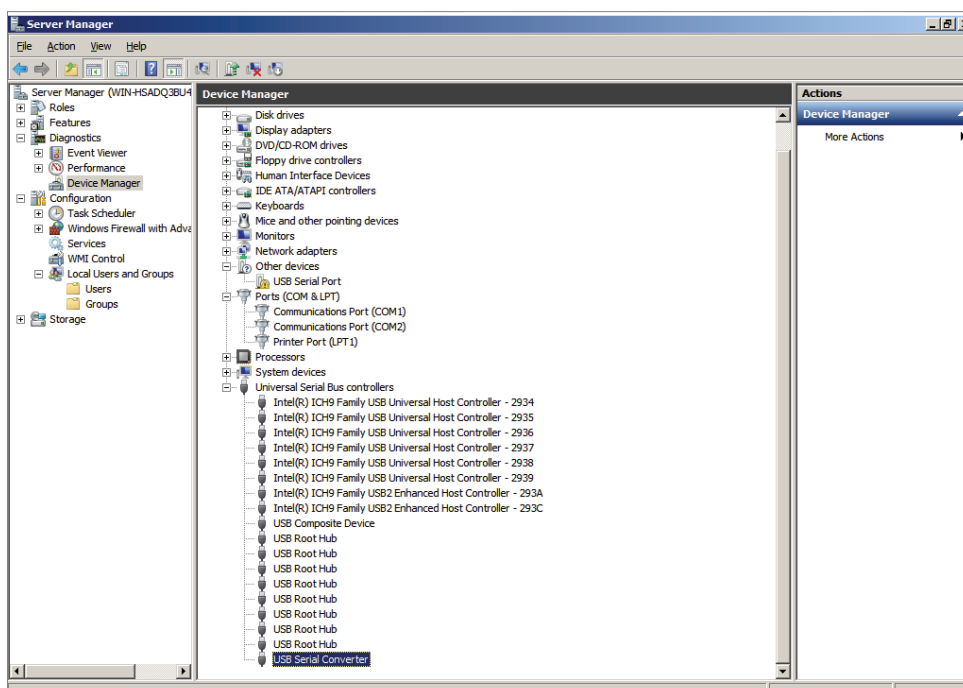 Server Manager
File Action View Help
Server Manager (WIN-HSADQ3BU4
Roles
Features
Diagnostics
Event Viewer
Performance
Device Manager
Configuration
Task Scheduler
Windows Firewall with Adva
Services
WMI Control
Local Users and Groups
Users
Groups
Storage
Device Manager
Disk drives
Display adapters
DVD/CD-ROM drives
Floppy drive controllers
Human Interface Devices
IDE ATA/ATAPI controllers
Keyboards
Mice and other pointing devices
Monitors
Network adapters
Other devices
USB Serial Port
Ports (COM & LPT)
Communications Port (COM1)
Communications Port (COM2)
Printer Port (LPT1)
Processors
System devices
Universal Serial Bus controllers
Intel(R) ICH9 Family USB Universal Host Controller - 2934
Intel(R) ICH9 Family USB Universal Host Controller - 2935
Intel(R) ICH9 Family USB Universal Host Controller - 2936
Intel(R) ICH9 Family USB Universal Host Controller - 2937
Intel(R) ICH9 Family USB Universal Host Controller - 2938
Intel(R) ICH9 Family USB Universal Host Controller - 2939
Intel(R) ICH9 Family USB2 Enhanced Host Controller - 293A
Intel(R) ICH9 Family USB2 Enhanced Host Controller - 293C
USB Composite Device
USB Root Hub
USB Root Hub
USB Root Hub
USB Root Hub
USB Root Hub
USB Root Hub
USB Root Hub
USB Root Hub
USB Serial Converter
Actions
Device Manager
More Actions